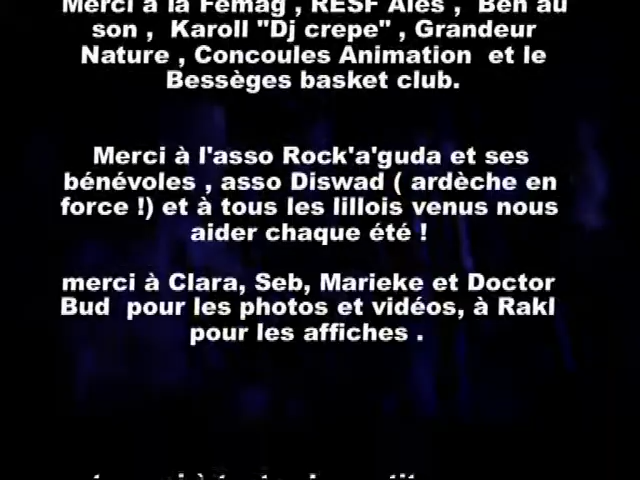 Merci à la Femag , RESF Alès ,  Ben au
son ,  Karoll "Dj crepe" , Grandeur
Nature , Concoules Animation  et le
Bessèges basket club.
Merci à l'asso Rock'a'guda et ses
bénévoles , asso Diswad ( ardèche en
force !) et à tous les lillois venus nous
aider chaque été !
merci à Clara, Seb, Marieke et Doctor
Bud  pour les photos et vidéos, à Rakl
pour les affiches .